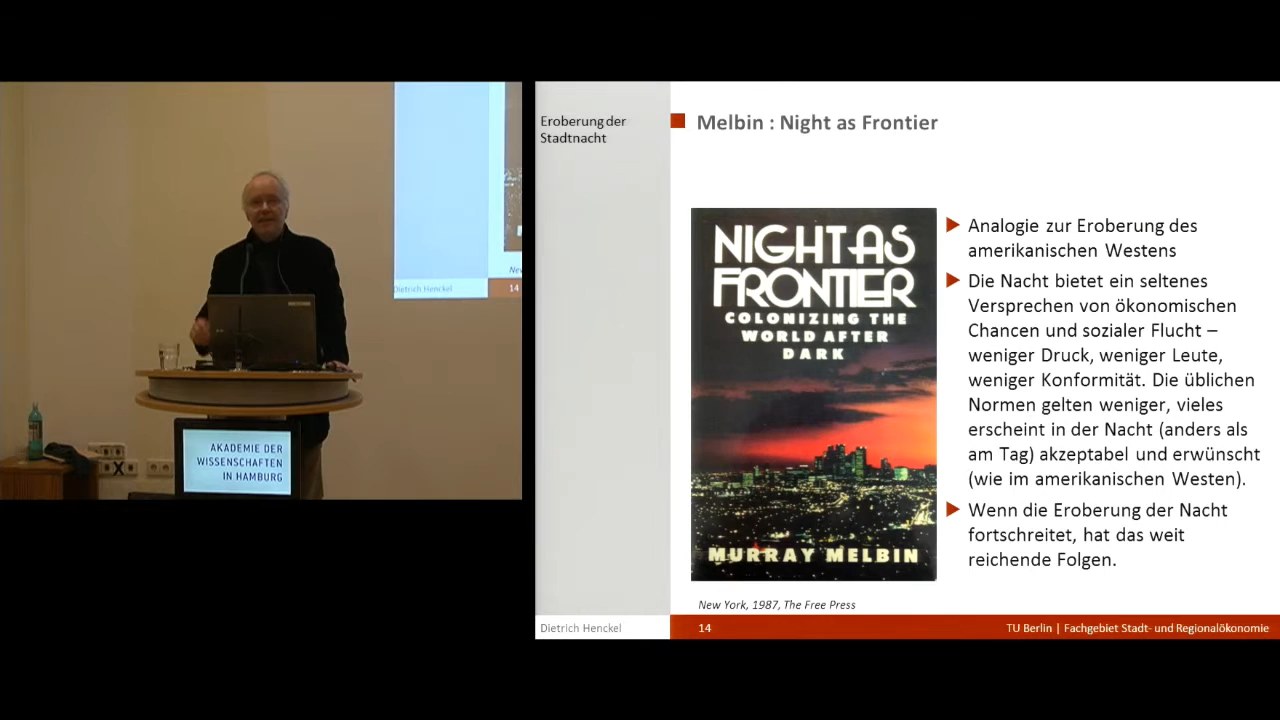 Dietrich Henckel
14
AKADEMIE DER
WISSENSCHAFTEN
IN HAMBURG
Eroberung der
Stadtnacht
Melbin : Night as Frontier
NIGHT AS
FRONTIER
COLONIZING THE
WORLD AFTER
DARK
MURRAY MELBIN
New York, 1987, The Free Press
Analogie zur Eroberung des
amerikanischen Westens
Die Nacht bietet ein seltenes
Versprechen von ökonomischen
Chancen und sozialer Flucht –
weniger Druck, weniger Leute,
weniger Konformität. Die üblichen
Normen gelten weniger, vieles
erscheint in der Nacht (anders als
am Tag) akzeptabel und erwünscht
(wie im amerikanischen Westen).
Wenn die Eroberung der Nacht
fortschreitet, hat das weit
reichende Folgen.
Dietrich Henckel
14
TU Berlin | Fachgebiet Stadt- und Regionalökonomie